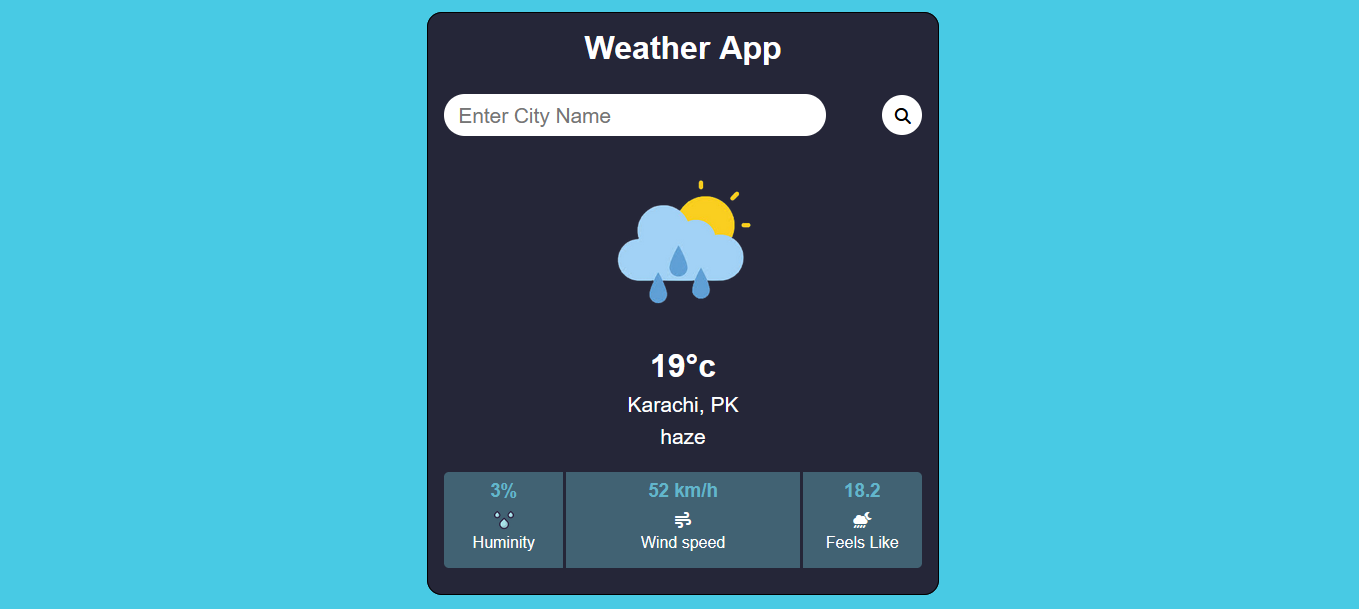 Weather App
Enter City Name
19°c
Karachi, PK
haze
3%
Huminity
52 km/h
Wind speed
18.2
Feels Like